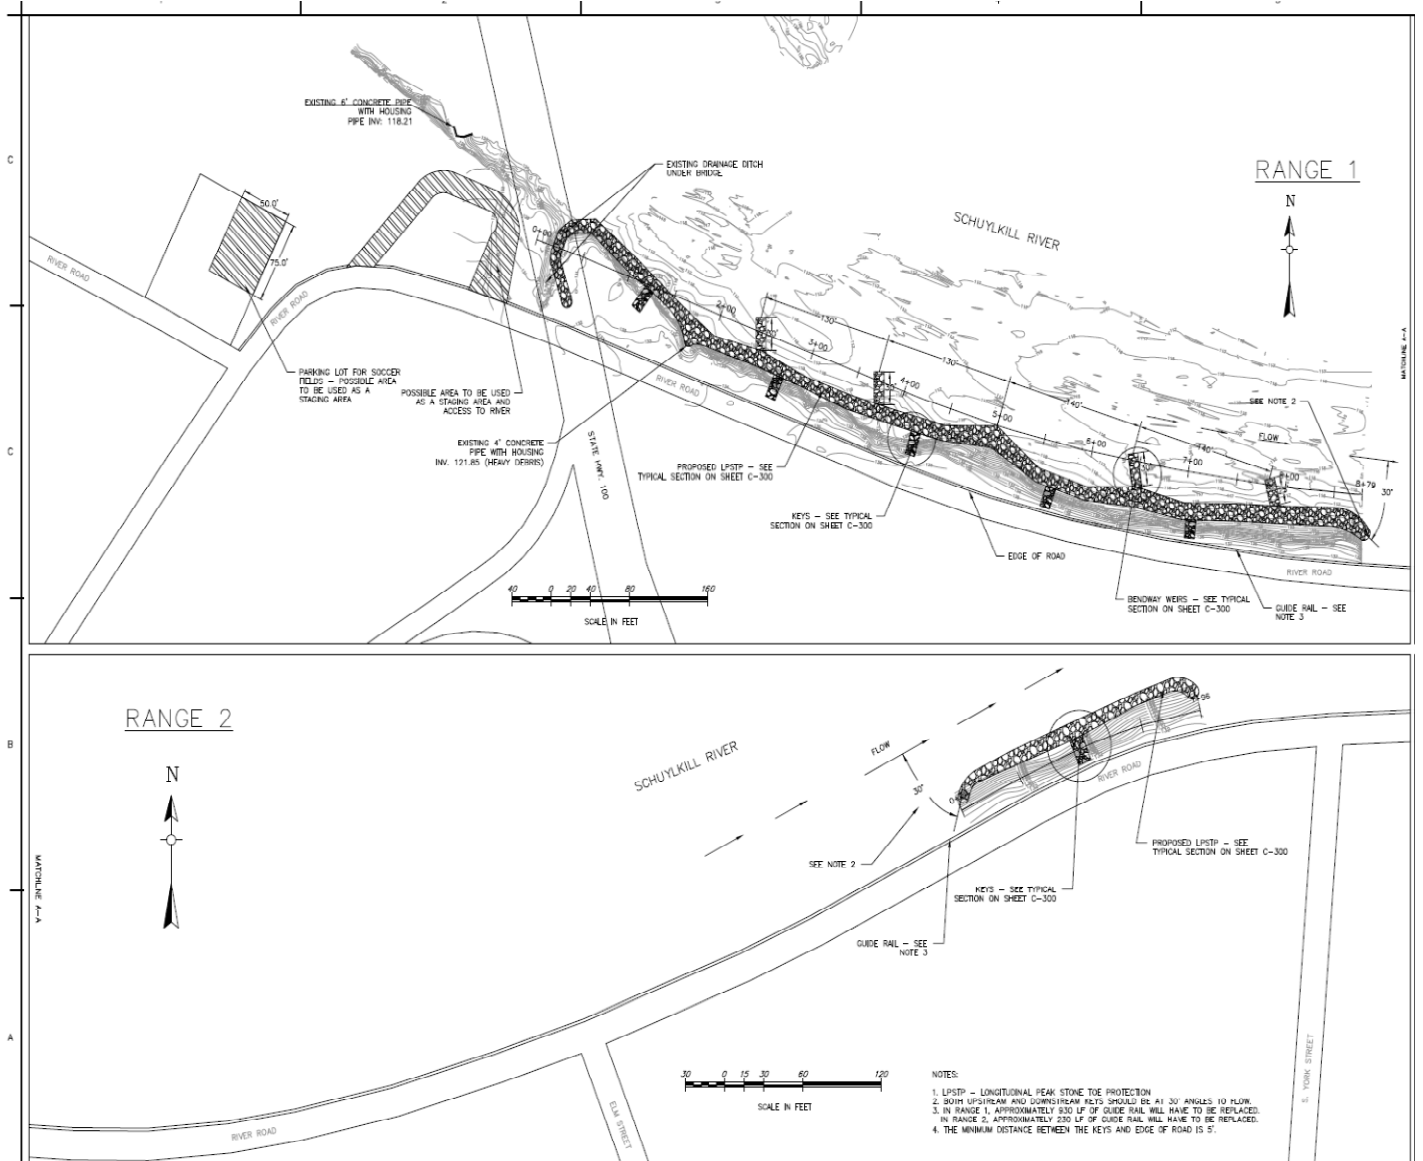 2
3
4
5
C
EXISTING 6' CONCRETE PIPE
WITH HOUSING
PIPE INV: 118.21
EXISTING DRAINAGE DITCH
UNDER BRIDGE
RANGE 1
N
SCHUYLKILL RIVER
50.0'
75.0'
0+00
RIVER ROAD
RIVER ROAD
2+00
130'
3+00
130'
4+00
MATCHLINE A-A
PARKING LOT FOR SOCCER
FIELDS – POSSIBLE AREA
TO BE USED AS A
STAGING AREA
POSSIBLE AREA TO BE USED
AS A STAGING AREA AND
ACCESS TO RIVER
RIVER ROAD
SEE NOTE 2
140'
5+00
FLOW
6+00
140'
7+00
C
EXISTING 4' CONCRETE
PIPE WITH HOUSING
INV. 121.85 (HEAVY DEBRIS)
STATE HWY. 100
PROPOSED LPSTP – SEE
TYPICAL SECTION ON SHEET C-300
8+79
30'
KEYS – SEE TYPICAL
SECTION ON SHEET C-300
EDGE OF ROAD
RIVER ROAD
BENDWAY WEIRS – SEE TYPICAL
SECTION ON SHEET C-300
GUIDE RAIL – SEE
NOTE 3
40 0 20 40 80 160
SCALE IN FEET
RANGE 2
N
B
SCHUYLKILL RIVER
FLOW
30'
RIVER ROAD
SEE NOTE 2
PROPOSED LPSTP – SEE
TYPICAL SECTION ON SHEET C-300
KEYS – SEE TYPICAL
SECTION ON SHEET C-300
GUIDE RAIL – SEE
NOTE 3
MATCHLINE A-A
A
30 0 15 30 60 120
SCALE IN FEET
RIVER ROAD
ELM STREET
S. YORK STREET
NOTES:
1. LPSTP – LONGITUDINAL PEAK STONE TOE PROTECTION
2. BOTH UPSTREAM AND DOWNSTREAM KEYS SHOULD BE AT 30' ANGLES TO FLOW.
3. IN RANGE 1, APPROXIMATELY 930 LF OF GUIDE RAIL WILL HAVE TO BE REPLACED.
IN RANGE 2, APPROXIMATELY 230 LF OF GUIDE RAIL WILL HAVE TO BE REPLACED.
4. THE MINIMUM DISTANCE BETWEEN THE KEYS AND EDGE OF ROAD IS 5'.